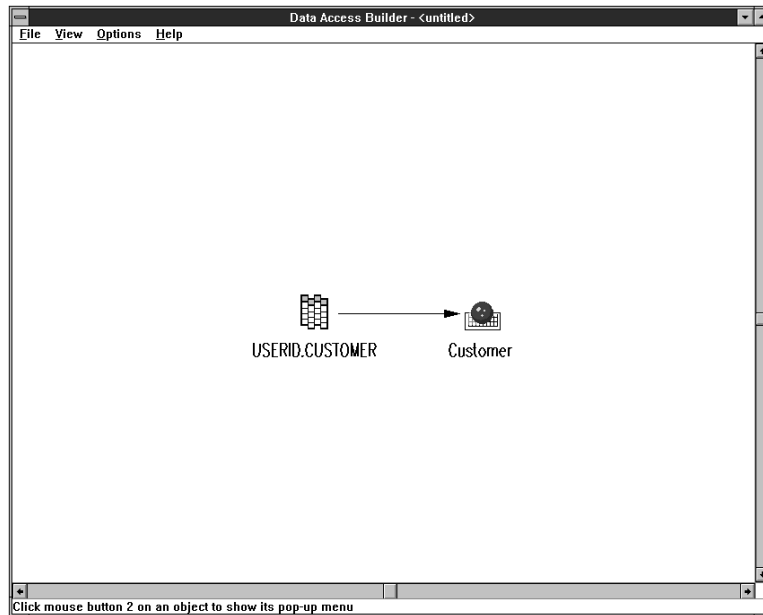 Data Access Builder - <untitled>
File View Options Help
USERID.CUSTOMER Customer
Click mouse button 2 on an object to show its pop-up menu